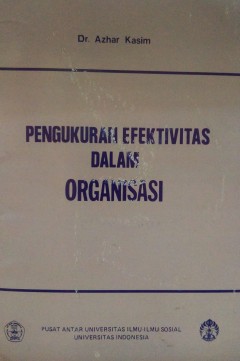 Dr. Azhar Kasim
PENGUKURAN EFEKTIVITAS
DALAM
ORGANISASI
PUSAT ANTAR UNIVERSITAS ILMU-ILMU SOSIAL
UNIVERSITAS INDONESIA